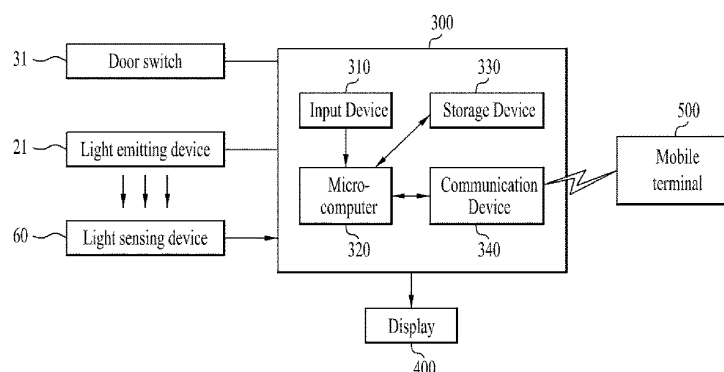 300
31
Door switch
310
330
Input Device
Storage Device
500
21
Light emitting device
Mobile
terminal
Micro-
computer
Communication
Device
60
Light sensing device
320
340
Display
400